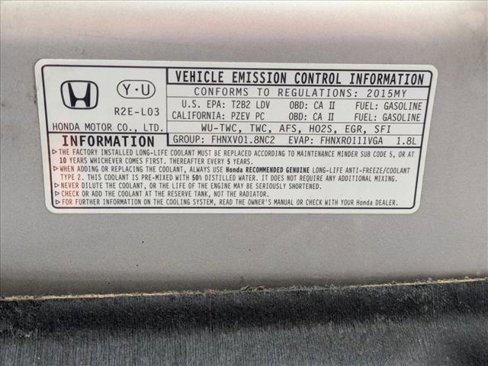 VEHICLE EMISSION CONTROL INFORMATION
Y·U
CONFORMS TO REGULATIONS: 2015MY
R2E-L03
U.S. EPA: T2B2 LDV OBD: CA II FUEL: GASOLINE
CALIFORNIA: PZEV PC OBD: CA II FUEL: GASOLINE
HONDA MOTOR CO., LTD.
WU-TWC, TWC, AFS, HO2S, EGR, SFI
INFORMATION
GROUP: FHNXV01.8NC2 EVAP: FHNXR0111VGA 1.8L
▷THE FACTORY INSTALLED LONG-LIFE COOLANT MUST BE REPLACED ACCORDING TO MAINTENANCE MINDER SUB CODE 5, OR AT
10 YEARS WHICHEVER COMES FIRST. THEREAFTER EVERY 5 YEARS.
▷WHEN ADDING OR REPLACING THE COOLANT, ALWAYS USE Honda RECOMMENDED GENUINE LONG-LIFE ANTI-FREEZE/COOLANT
TYPE 2. THIS COOLANT IS PRE-MIXED WITH 50% DISTILLED WATER. IT DOES NOT REQUIRE ANY ADDITIONAL MIXING.
▷NEVER DILUTE THE COOLANT, OR THE LIFE OF THE ENGINE MAY BE SERIOUSLY SHORTENED.
▷CHECK AND ADD COOLANT AT THE RESERVE TANK, NOT THE RADIATOR.
▷FOR FURTHER INFORMATION ON THE COOLING SYSTEM, READ THE OWNER'S MANUAL OR CHECK WITH YOUR Honda DEALER.